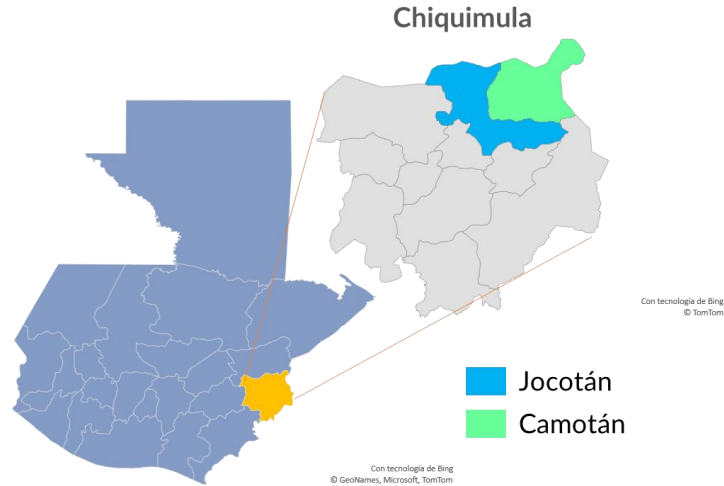 Chiquimula
Con tecnología de Bing
© TomTom
Jocotán
Camotán
Con tecnología de Bing
© GeoNames, Microsoft, TomTom